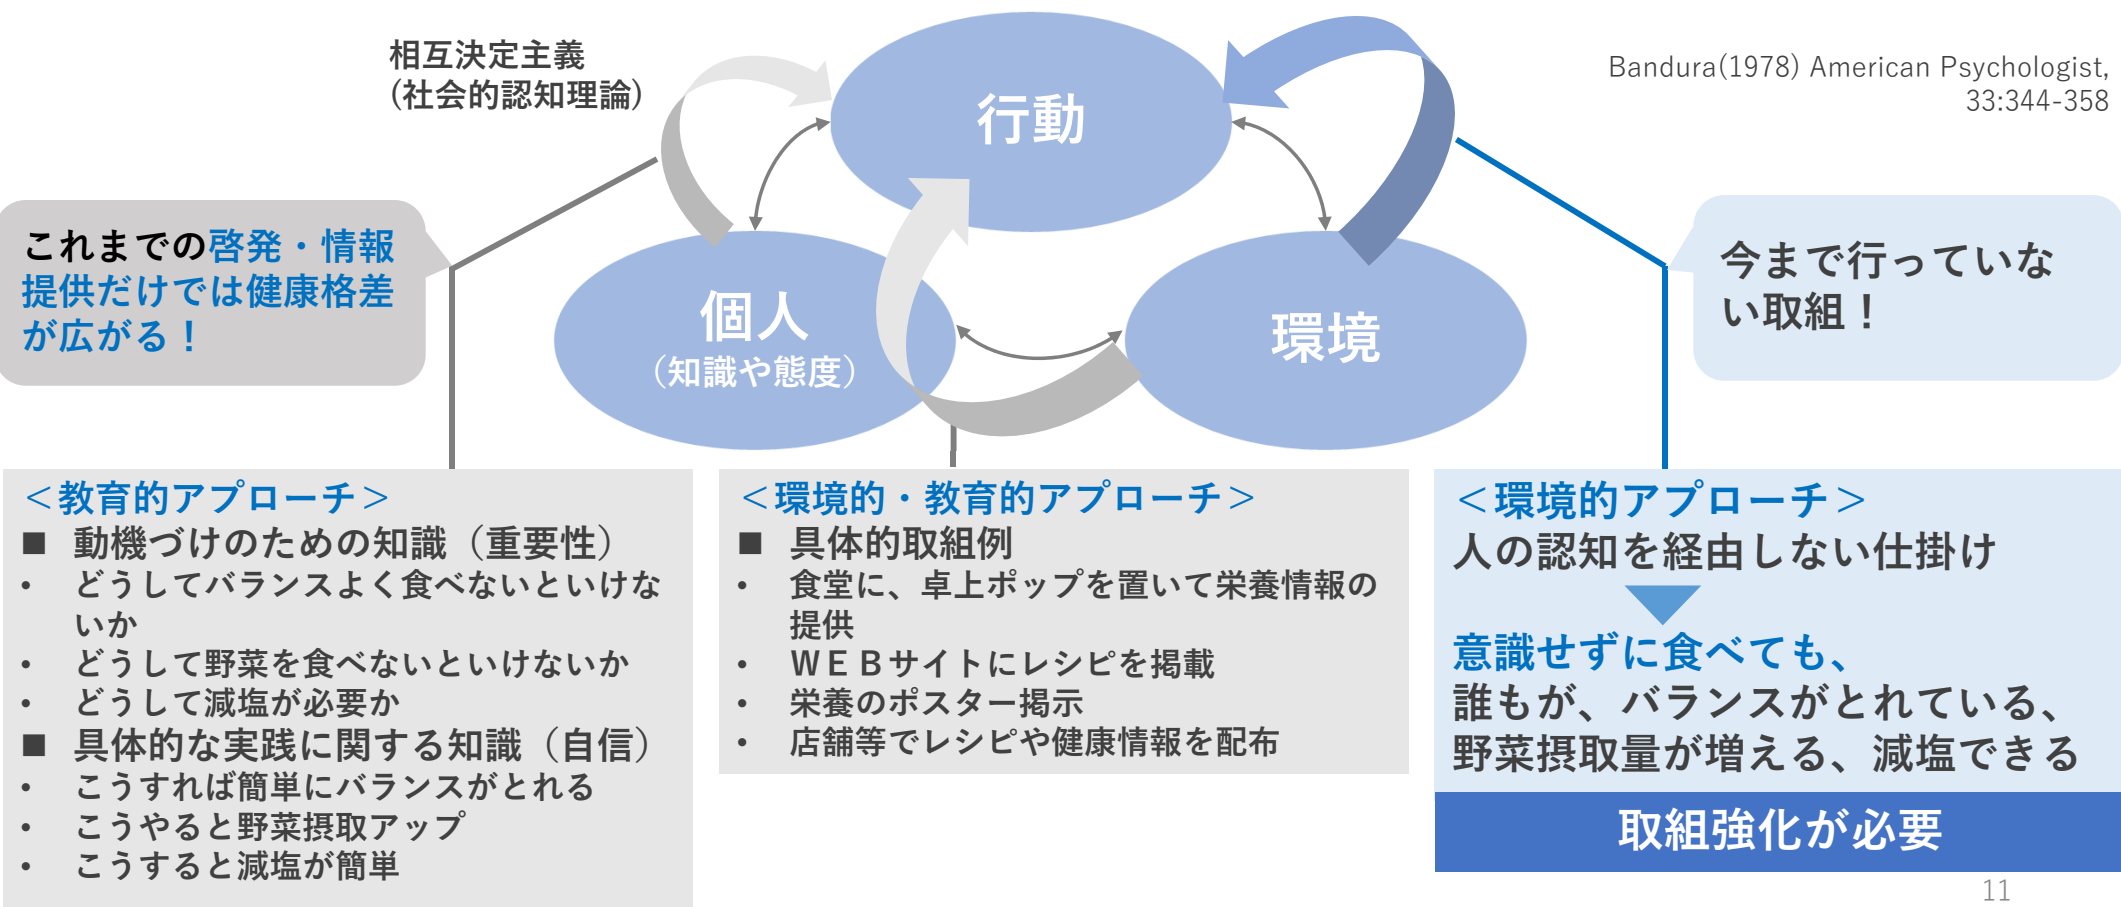 相互決定主義
(社会的認知理論)
Bandura(1978) American Psychologist,
33:344-358
行動
個人
（知識や態度）
環境
これまでの啓発・情報
提供だけでは健康格差
が広がる！
今まで行っていな
い取組！
＜教育的アプローチ＞
■ 動機づけのための知識（重要性）
• どうしてバランスよく食べないといけな
いか
• どうして野菜を食べないといけないか
• どうして減塩が必要か
■ 具体的な実践に関する知識（自信）
• こうすれば簡単にバランスがとれる
• こうやると野菜摂取アップ
• こうすると減塩が簡単
＜環境的・教育的アプローチ＞
■ 具体的取組例
• 食堂に、卓上ポップを置いて栄養情報の
提供
• ＷＥＢサイトにレシピを掲載
• 栄養のポスター掲示
• 店舗等でレシピや健康情報を配布
＜環境的アプローチ＞
人の認知を経由しない仕掛け
意識せずに食べても、
誰もが、バランスがとれている、
野菜摂取量が増える、減塩できる
取組強化が必要
11